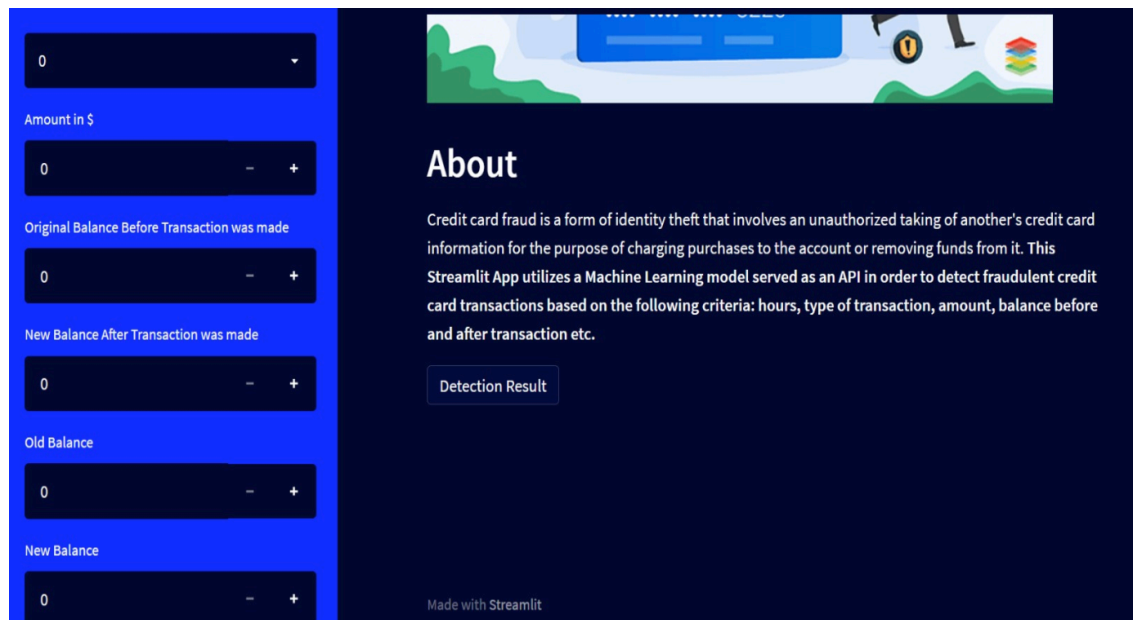 0
Amount in $
0
Original Balance Before Transaction was made
0
New Balance After Transaction was made
0
Old Balance
0
New Balance
0
About
Credit card fraud is a form of identity theft that involves an unauthorized taking of another's credit card
information for the purpose of charging purchases to the account or removing funds from it. This
Streamlit App utilizes a Machine Learning model served as an API in order to detect fraudulent credit
card transactions based on the following criteria: hours, type of transaction, amount, balance before
and after transaction etc.
Detection Result
Made with Streamlit